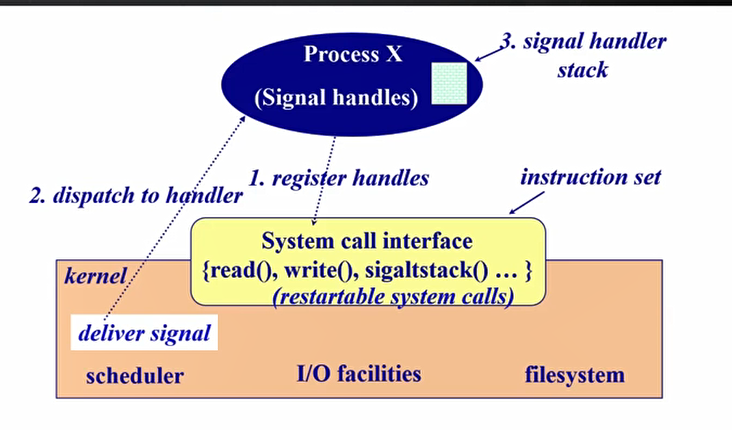 Process X
(Signal handles)
3. signal handler
stack
2. dispatch to handler
1. register handles
instruction set
System call interface
{read(), write(), sigaltstack() … }
(restartable system calls)
kernel
deliver signal
scheduler
I/O facilities
filesystem